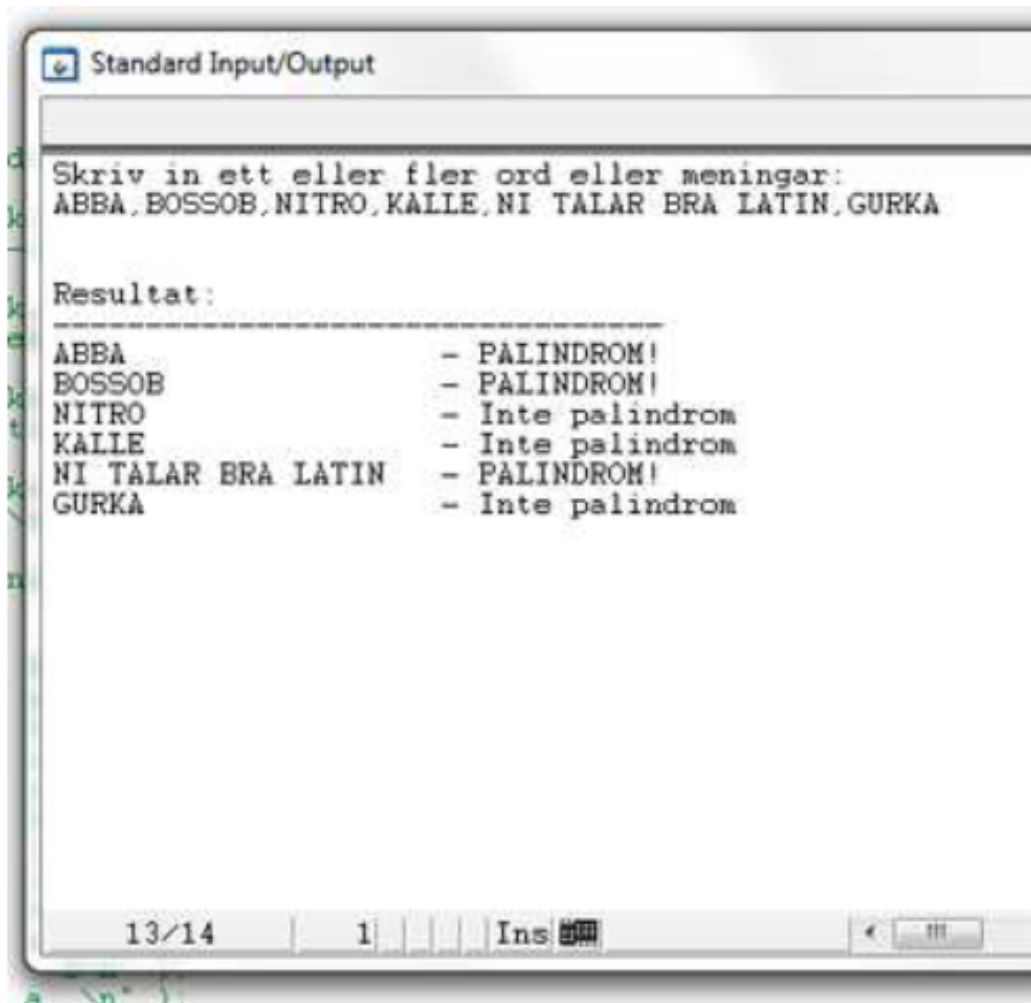 Standard Input/Output
Skriv in ett eller fler ord eller meningar:
ABBA,BOSSOB,NITRO,KALLE,NI TALAR BRA LATIN,GURKA
Resultat:
---------------------------------
ABBA - PALINDROM!
BOSSOB - PALINDROM!
NITRO - Inte palindrom
KALLE - Inte palindrom
NI TALAR BRA LATIN - PALINDROM!
GURKA - Inte palindrom
13/14 1 Ins